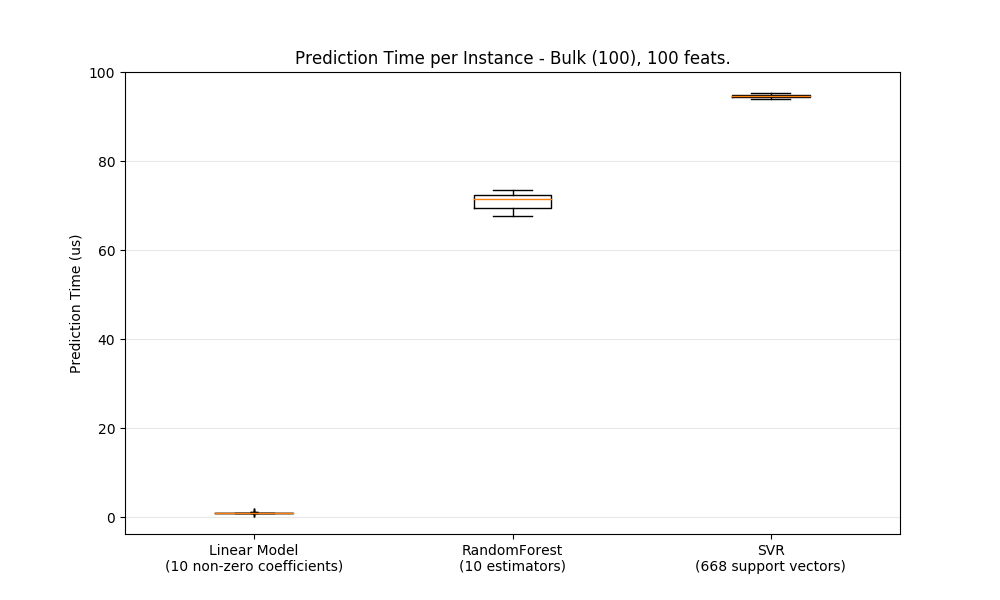 Prediction Time per Instance - Bulk (100), 100 feats.
100
80
60
40
20
0
Prediction Time (us)
Linear Model
(10 non-zero coefficients)
RandomForest
(10 estimators)
SVR
(668 support vectors)